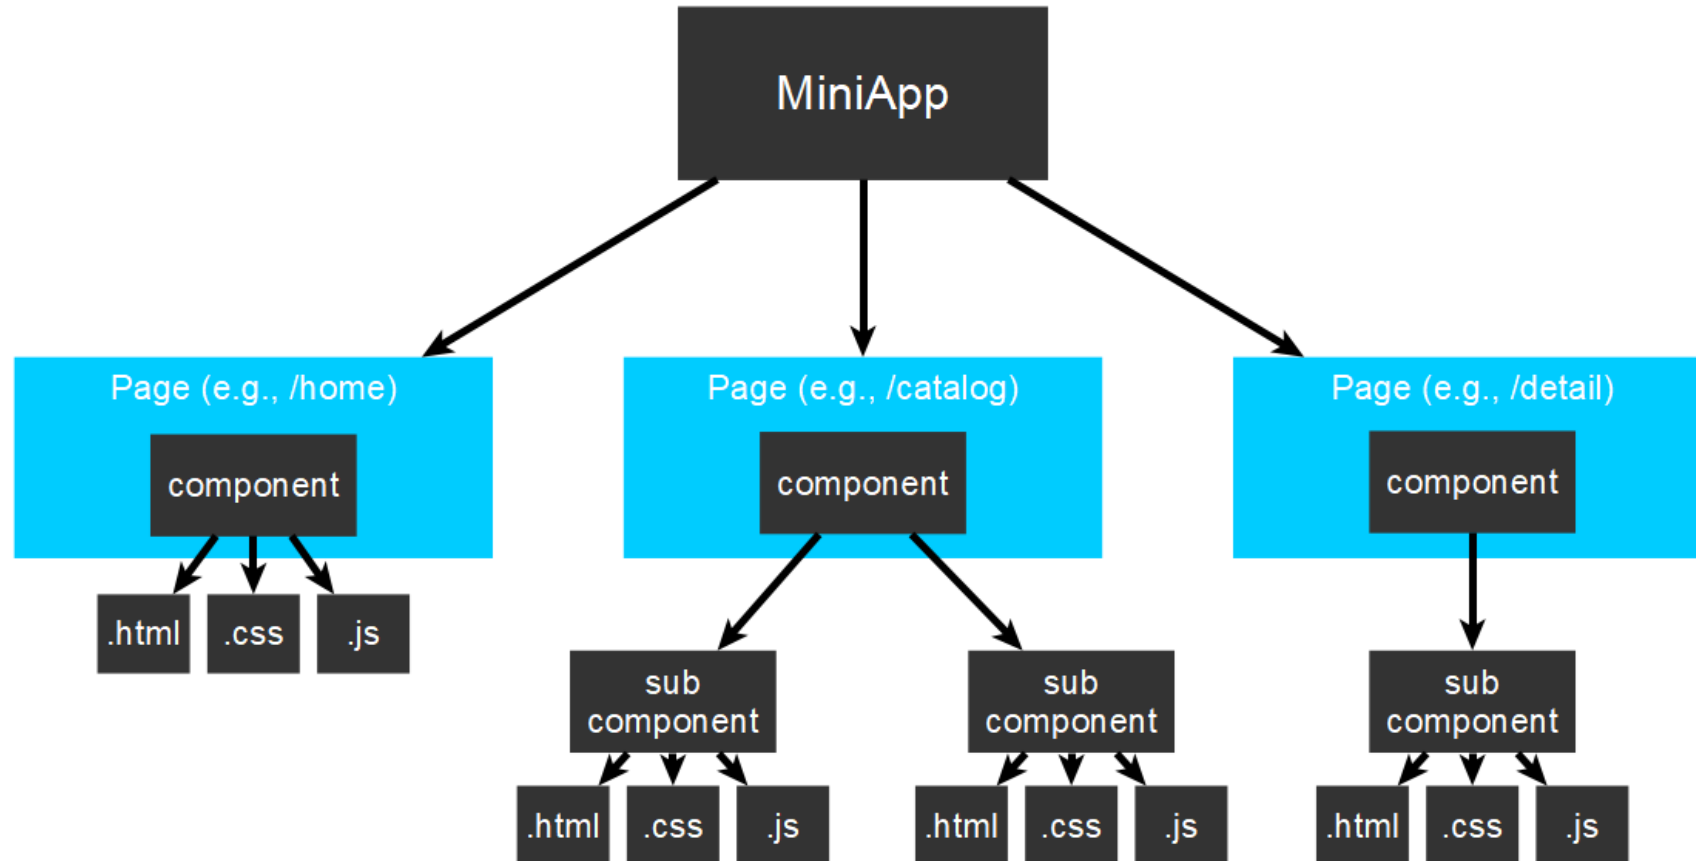 MiniApp
Page (e.g., /home)
Page (e.g., /catalog)
Page (e.g., /detail)
component
component
component
.html
.css
.js
sub
component
sub
component
sub
component
.html
.css
.js
.html
.css
.js
.html
.css
.js